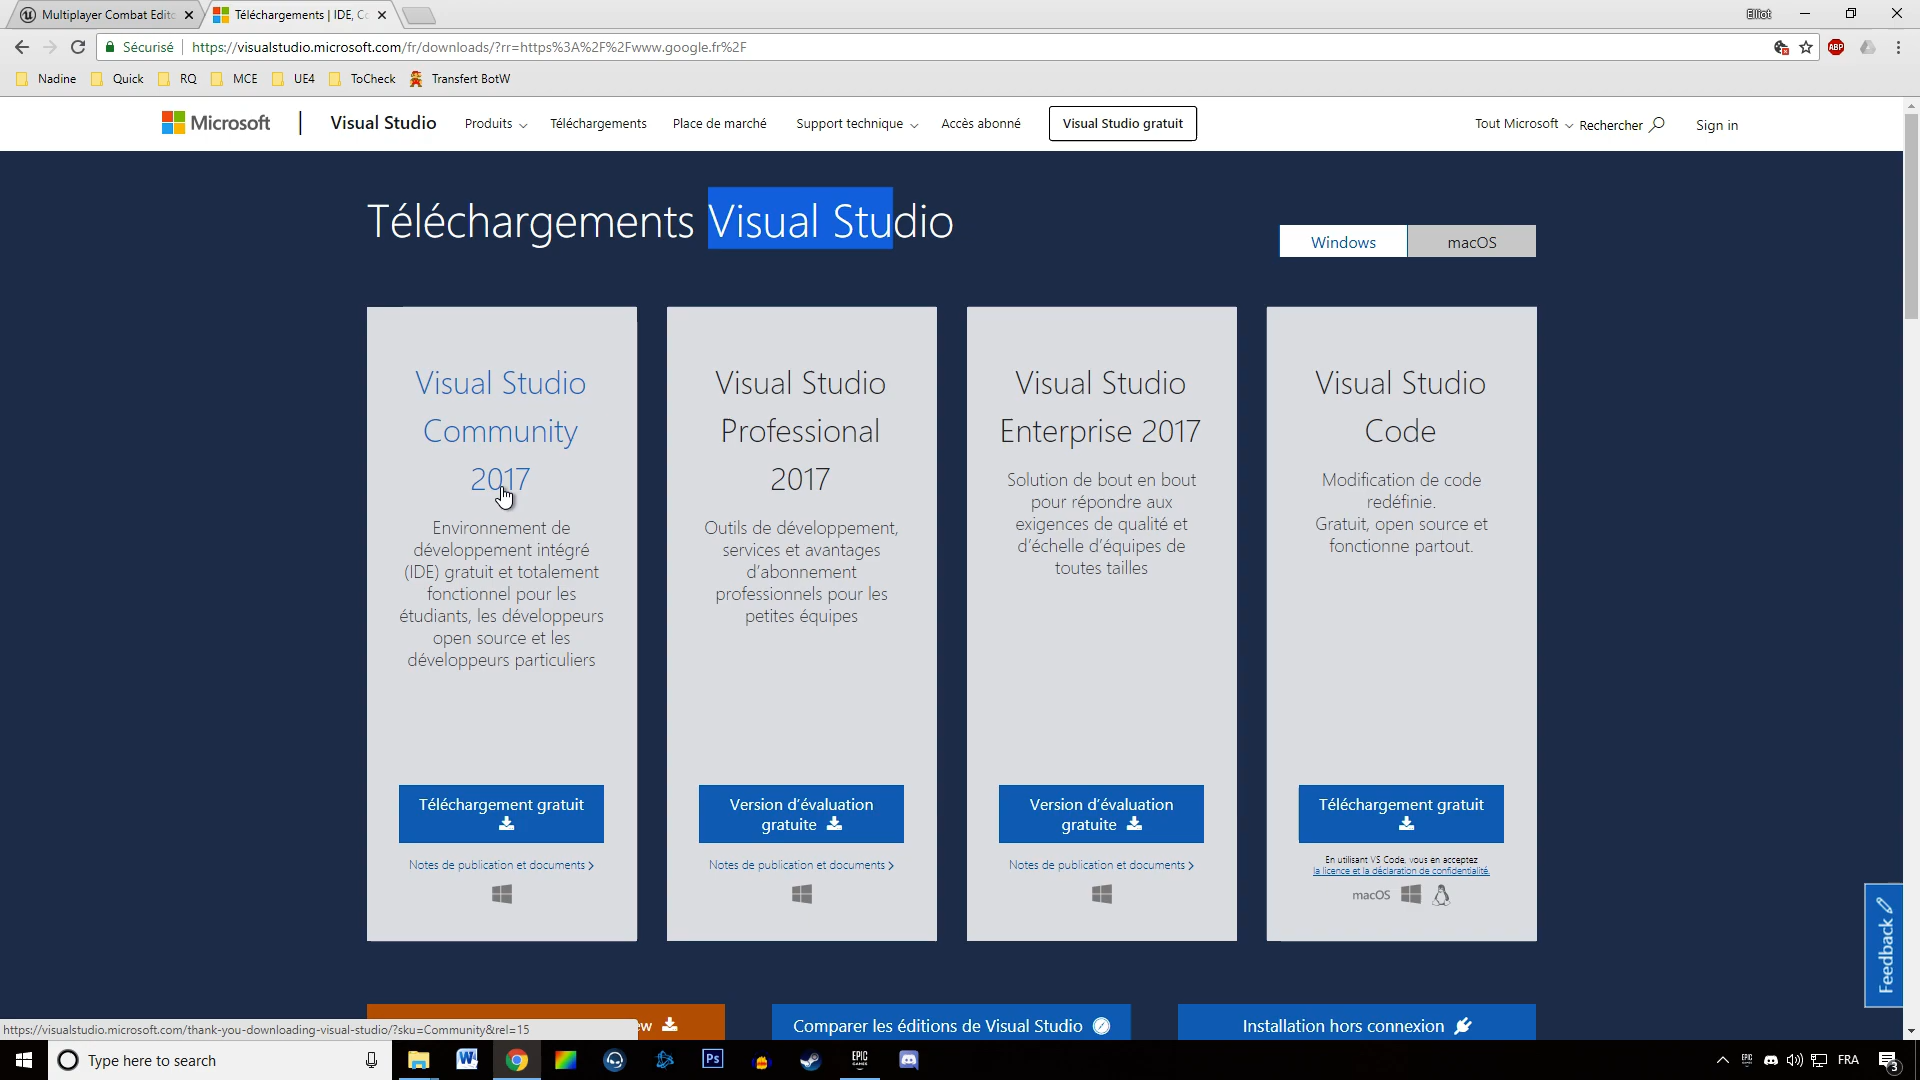 Multiplayer Combat Edit
Téléchargements | IDE, C
Elliot
Sécurisé
https://visualstudio.microsoft.com/fr/downloads/?rr=https%3A%2F%2Fwww.google.fr%2F
ABP
Nadine
Quick
RQ
MCE
UE4
ToCheck
Transfert BotW
Microsoft
Visual Studio
Produits
Téléchargements
Place de marché
Support technique
Accès abonné
Visual Studio gratuit
Tout Microsoft
Rechercher
Sign in
Téléchargements Visual Studio
Windows
macOS
Visual Studio
Community
2017
Environnement de
développement intégré
(IDE) gratuit et totalement
fonctionnel pour les
étudiants, les développeurs
open source et les
développeurs particuliers
Téléchargement gratuit
Notes de publication et documents
Visual Studio
Professional
2017
Outils de développement,
services et avantages
d’abonnement
professionnels pour les
petites équipes
Version d’évaluation
gratuite
Notes de publication et documents
Visual Studio
Enterprise 2017
Solution de bout en bout
pour répondre aux
exigences de qualité et
d’échelle d’équipes de
toutes tailles
Version d’évaluation
gratuite
Notes de publication et documents
Visual Studio
Code
Modification de code
redéfinie.
Gratuit, open source et
fonctionne partout.
Téléchargement gratuit
En utilisant VS Code, vous en acceptez
la licence et la déclaration de confidentialité.
macOS
Feedback
ew
Comparer les éditions de Visual Studio
Installation hors connexion
https://visualstudio.microsoft.com/thank-you-downloading-visual-studio/?sku=Community&rel=15
Type here to search
W
Ps
EPIC
GAMES
FRA
3